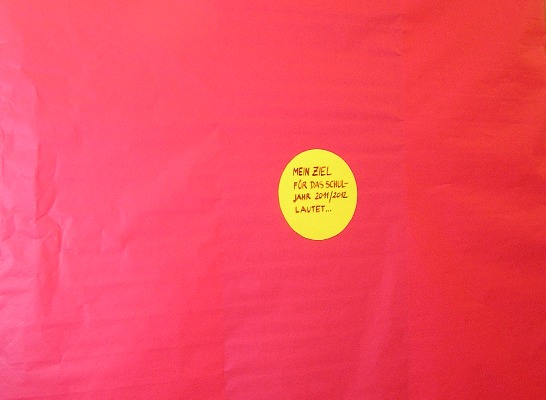 MEIN ZIEL
FÜR DAS SCHUL-
JAHR 2011/2012
LAUTET...